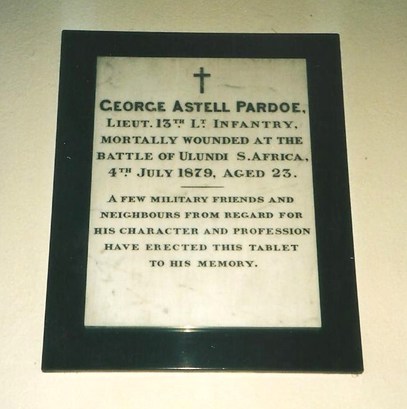 GEORGE ASTELL PARDOE,
LIEUT. 13TH LT INFANTRY,
MORTALLY WOUNDED AT THE
BATTLE OF ULUNDI S. AFRICA,
4TH JULY 1879, AGED 23.
A FEW MILITARY FRIENDS AND
NEIGHBOURS FROM REGARD FOR
HIS CHARACTER AND PROFESSION
HAVE ERECTED THIS TABLET
TO HIS MEMORY.